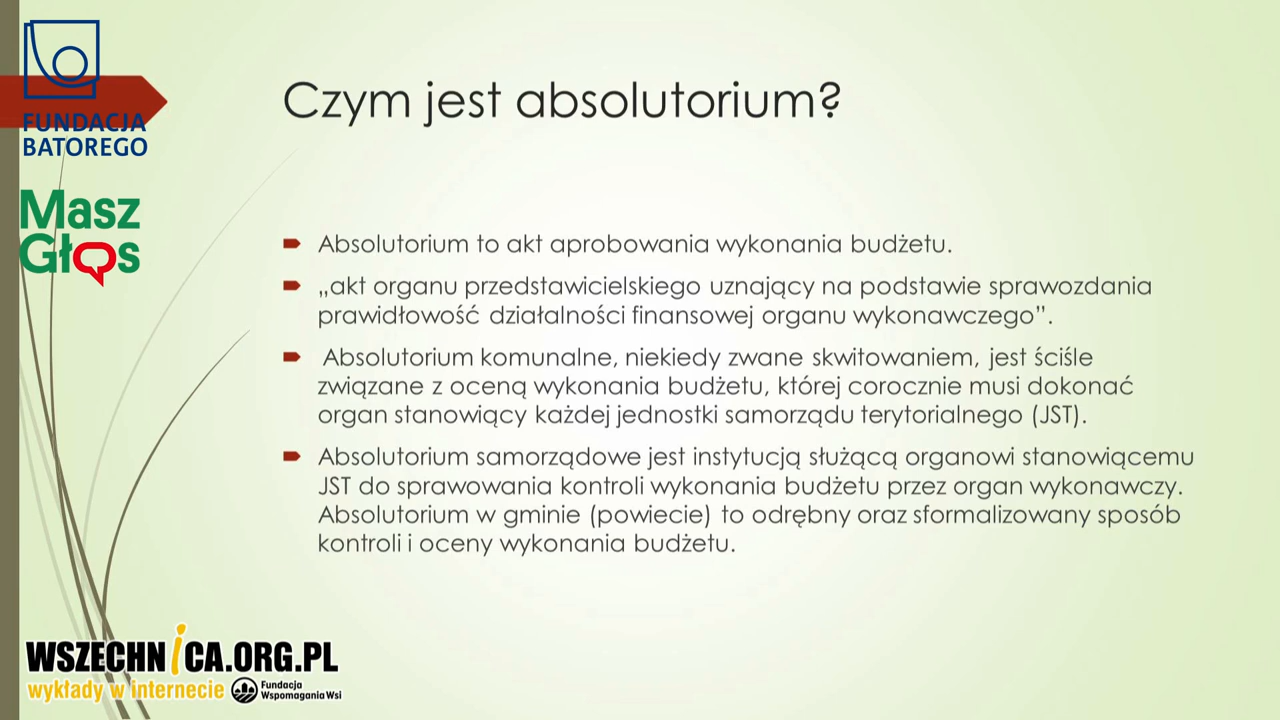 FUNDACJA
BATOREGO
Masz
Głos
Czym jest absolutorium?
Absolutorium to akt aprobowania wykonania budżetu.
„akt organu przedstawicielskiego uznający na podstawie sprawozdania
prawidłowość działalności finansowej organu wykonawczego”.
Absolutorium komunalne, niekiedy zwane skwitowaniem, jest ściśle
związane z oceną wykonania budżetu, której corocznie musi dokonać
organ stanowiący każdej jednostki samorządu terytorialnego (JST).
Absolutorium samorządowe jest instytucją służącą organowi stanowiącemu
JST do sprawowania kontroli wykonania budżetu przez organ wykonawczy.
Absolutorium w gminie (powiecie) to odrębny oraz sformalizowany sposób
kontroli i oceny wykonania budżetu.
WSZECHNiCA.ORG.PL
wykłady w internecie
Fundacja
Wspomagania Wsi